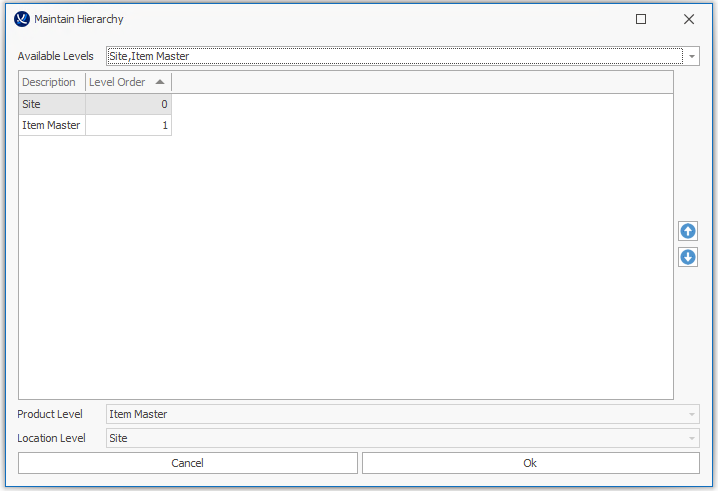 Maintain Hierarchy
Available Levels Site,Item Master
Description Level Order
Site 0
Item Master 1
Product Level Item Master
Location Level Site
Cancel Ok